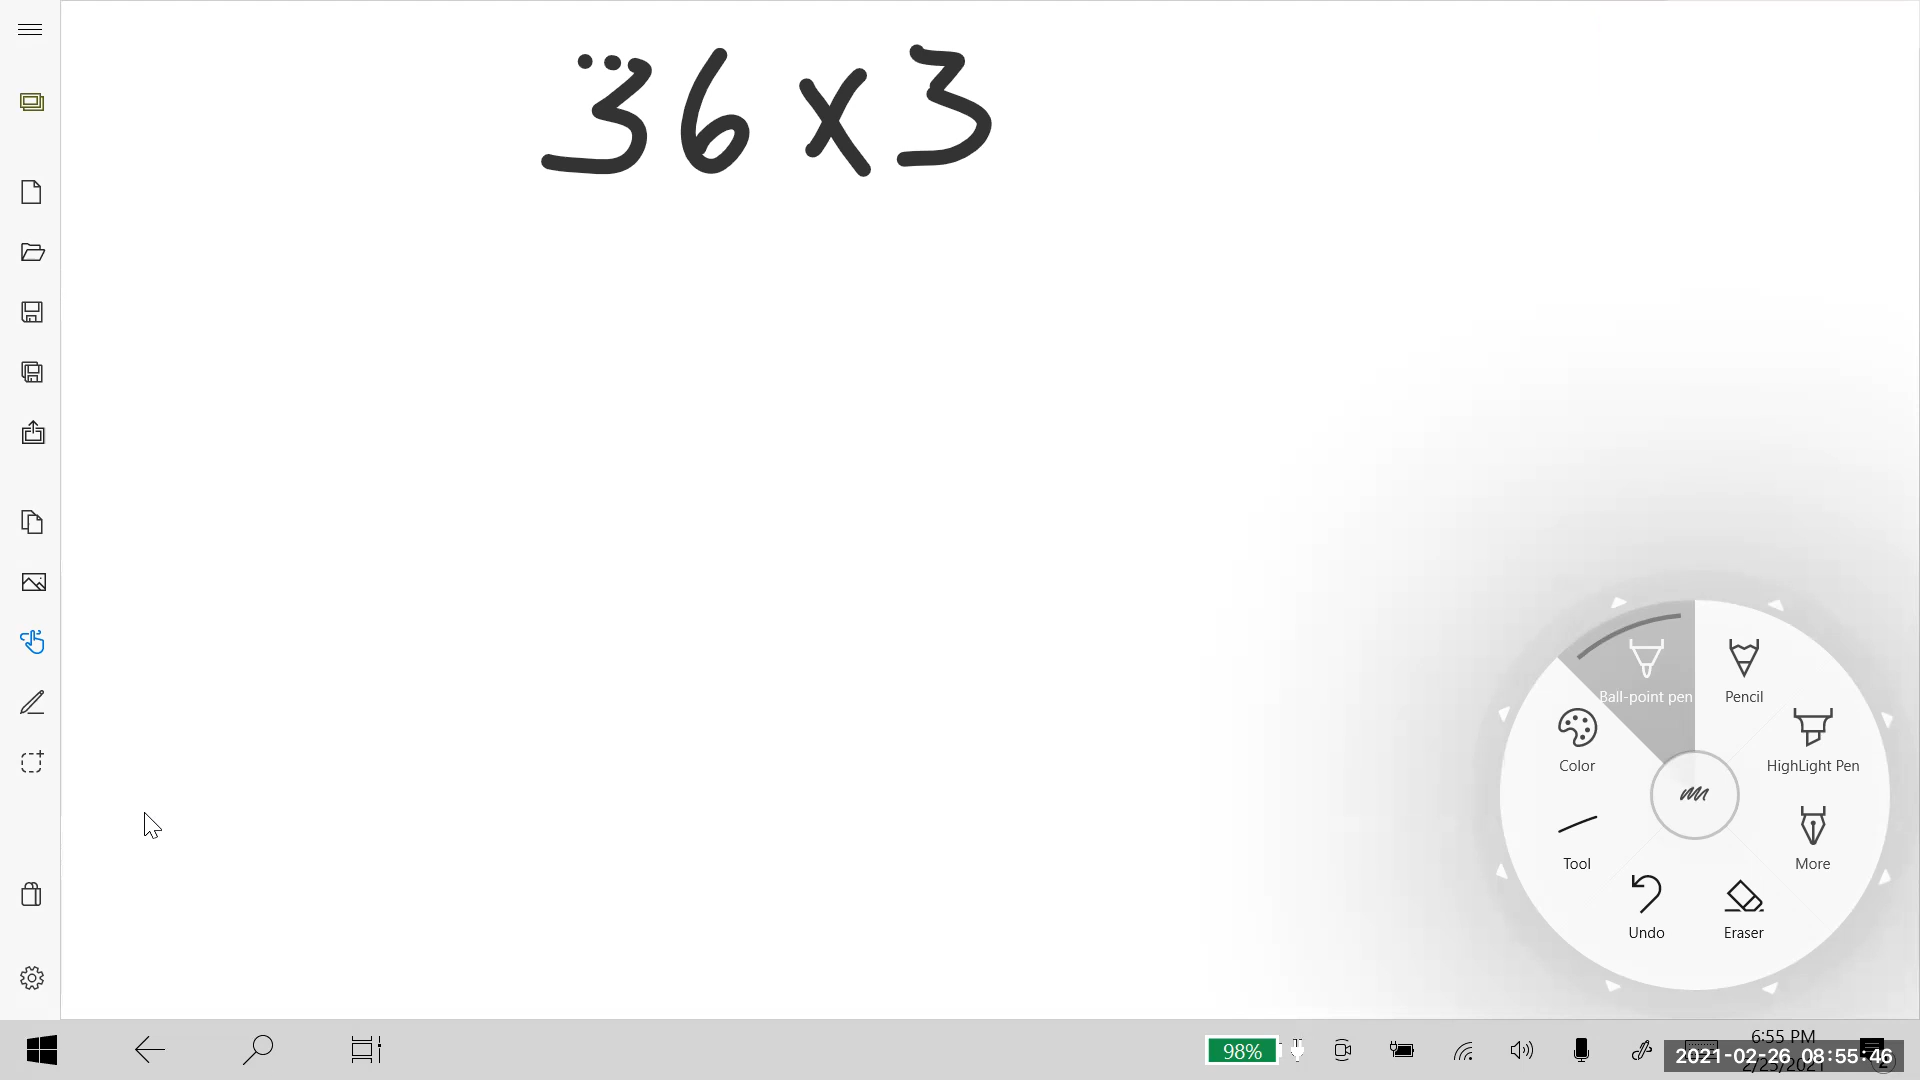 36 x 3
Ball-point pen
Pencil
Color
HighLight Pen
Tool
More
Undo
Eraser
98%
6:55 PM
2021-02-26 08:55:46